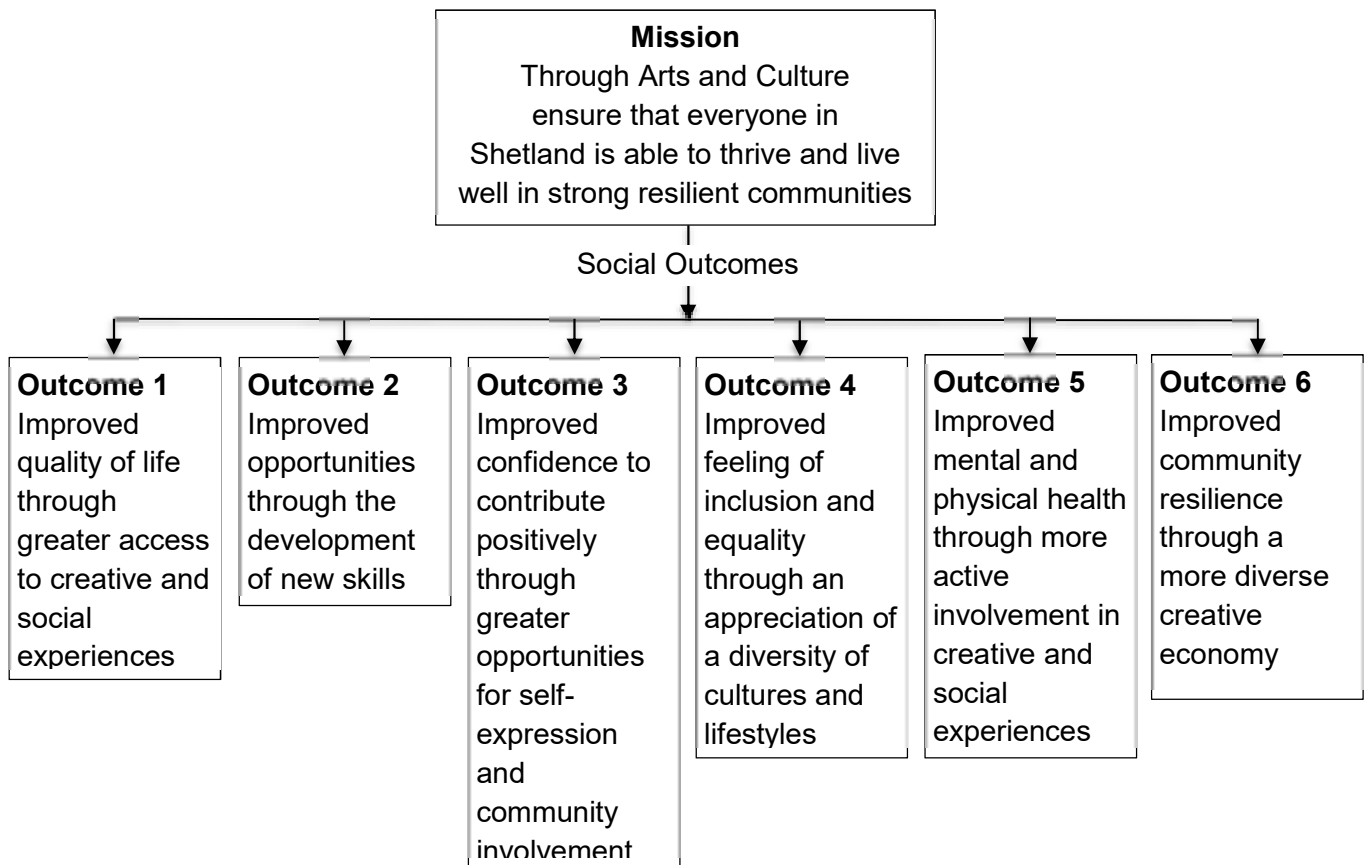 Mission
Through Arts and Culture
ensure that everyone in
Shetland is able to thrive and live
well in strong resilient communities
Social Outcomes
Outcome 1
Improved
quality of life
through
greater access
to creative and
social
experiences
Outcome 2
Improved
opportunities
through the
development
of new skills
Outcome 3
Improved
confidence to
contribute
positively
through
greater
opportunities
for self-
expression
and
community
involvement
Outcome 4
Improved
feeling of
inclusion and
equality
through an
appreciation of
a diversity of
cultures and
lifestyles
Outcome 5
Improved
mental and
physical health
through more
active
involvement in
creative and
social
experiences
Outcome 6
Improved
community
resilience
through a
more diverse
creative
economy